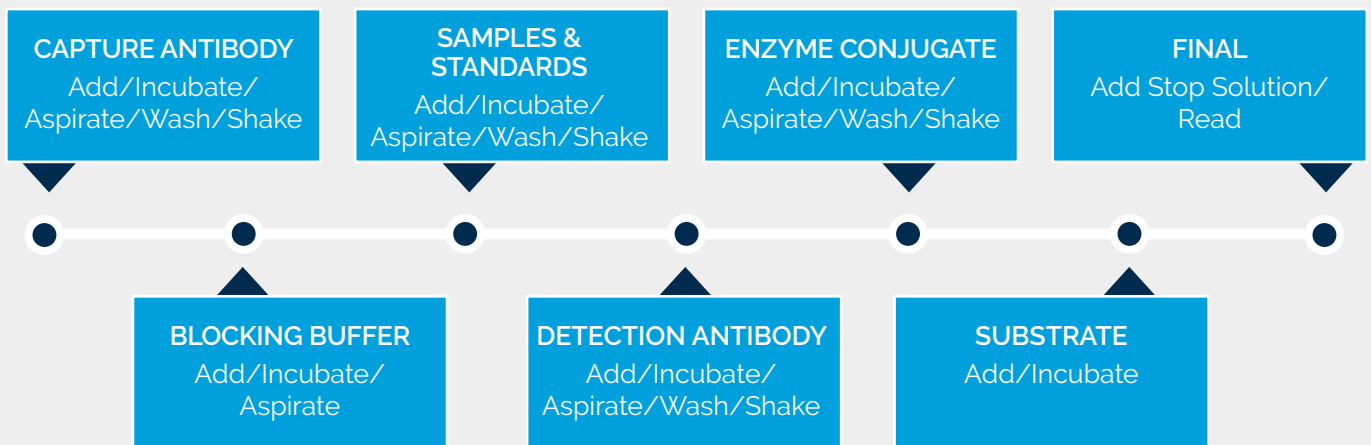 CAPTURE ANTIBODY
Add/Incubate/
Aspirate/Wash/Shake
SAMPLES &
STANDARDS
Add/Incubate/
Aspirate/Wash/Shake
ENZYME CONJUGATE
Add/Incubate/
Aspirate/Wash/Shake
FINAL
Add Stop Solution/
Read
BLOCKING BUFFER
Add/Incubate/
Aspirate
DETECTION ANTIBODY
Add/Incubate/
Aspirate/Wash/Shake
SUBSTRATE
Add/Incubate